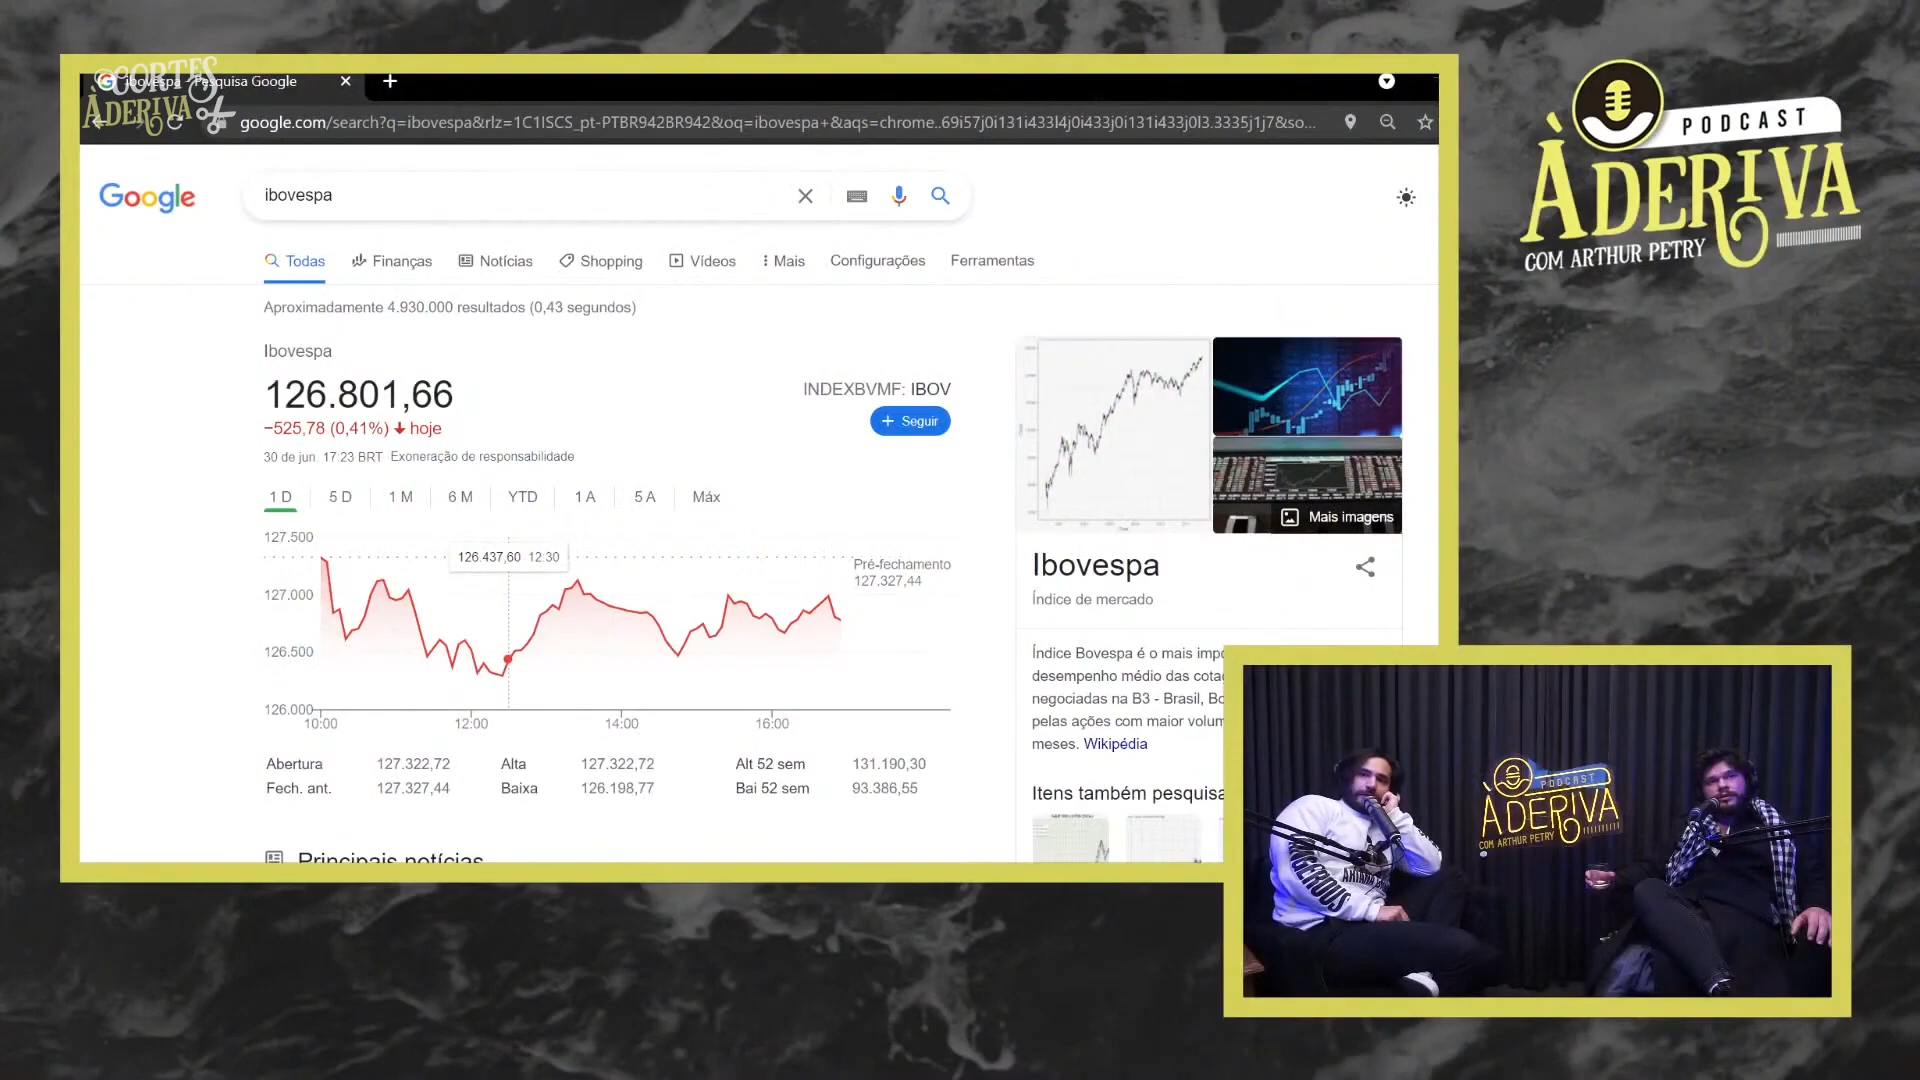 CORTES
ÀDERIVA
ibovespa - Pesquisa Google
google.com/search?q=ibovespa&rlz=1C1ISCS_pt-PTBR942BR942&oq=ibovespa+&aqs=chrome..69i57j0i131i433l4j0i433j0i131i433j0l3.3335j1j7&so...
Google
ibovespa
Todas
Finanças
Notícias
Shopping
Vídeos
Mais
Configurações
Ferramentas
Aproximadamente 4.930.000 resultados (0,43 segundos)
Ibovespa
126.801,66
INDEXBVMF: IBOV
−525,78 (0,41%) hoje
+ Seguir
30 de jun. 17:23 BRT Exoneração de responsabilidade
1 D 5 D 1 M 6 M YTD 1 A 5 A Máx
127.500
126.437,60 12:30
Pré-fechamento
127.327,44
127.000
126.500
126.000
10:00 12:00 14:00 16:00
Abertura 127.322,72 Alta 127.322,72 Alt 52 sem 131.190,30
Fech. ant. 127.327,44 Baixa 126.198,77 Bai 52 sem 93.386,55
Principais notícias
Mais imagens
Ibovespa
Índice de mercado
Índice Bovespa é o mais
desempenho médio das
negociadas na B3 - Brasil,
pelas ações com maior
meses. Wikipédia
Itens também
PODCAST
ÀDERIVA
COM ARTHUR PETRY
PODCAST
ÀDERIVA
COM ARTHUR PETRY